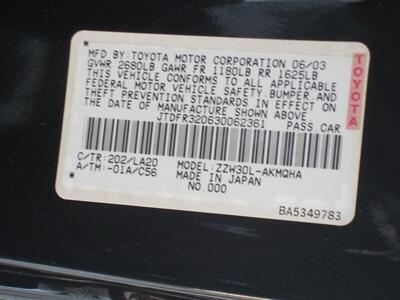 MFD. BY: TOYOTA MOTOR CORPORATION 06/03
GVWR 2680LB GAWR FR 1180LB RR 1625LB
THIS VEHICLE CONFORMS TO ALL APPLICABLE
FEDERAL MOTOR VEHICLE SAFETY, BUMPER AND
THEFT PREVENTION STANDARDS IN EFFECT ON
THE DATE OF MANUFACTURE SHOWN ABOVE.
JTDFR320630062361 PASS. CAR
TOYOTA
C/TR: 202/LA20 MODEL: ZZW30L-AKMQHA
A/TM: -01A/C56 MADE IN JAPAN
NO.000
BA5349783